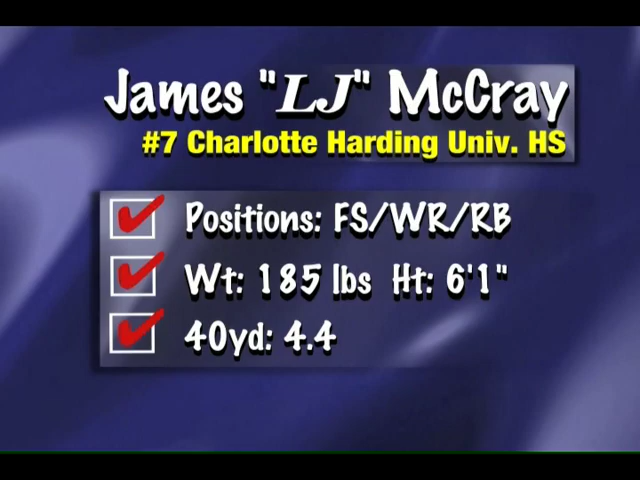 James "LJ" McCray
#7 Charlotte Harding Univ. HS
Positions: FS/WR/RB
Wt: 185 lbs Ht: 6'1"
40yd: 4.4